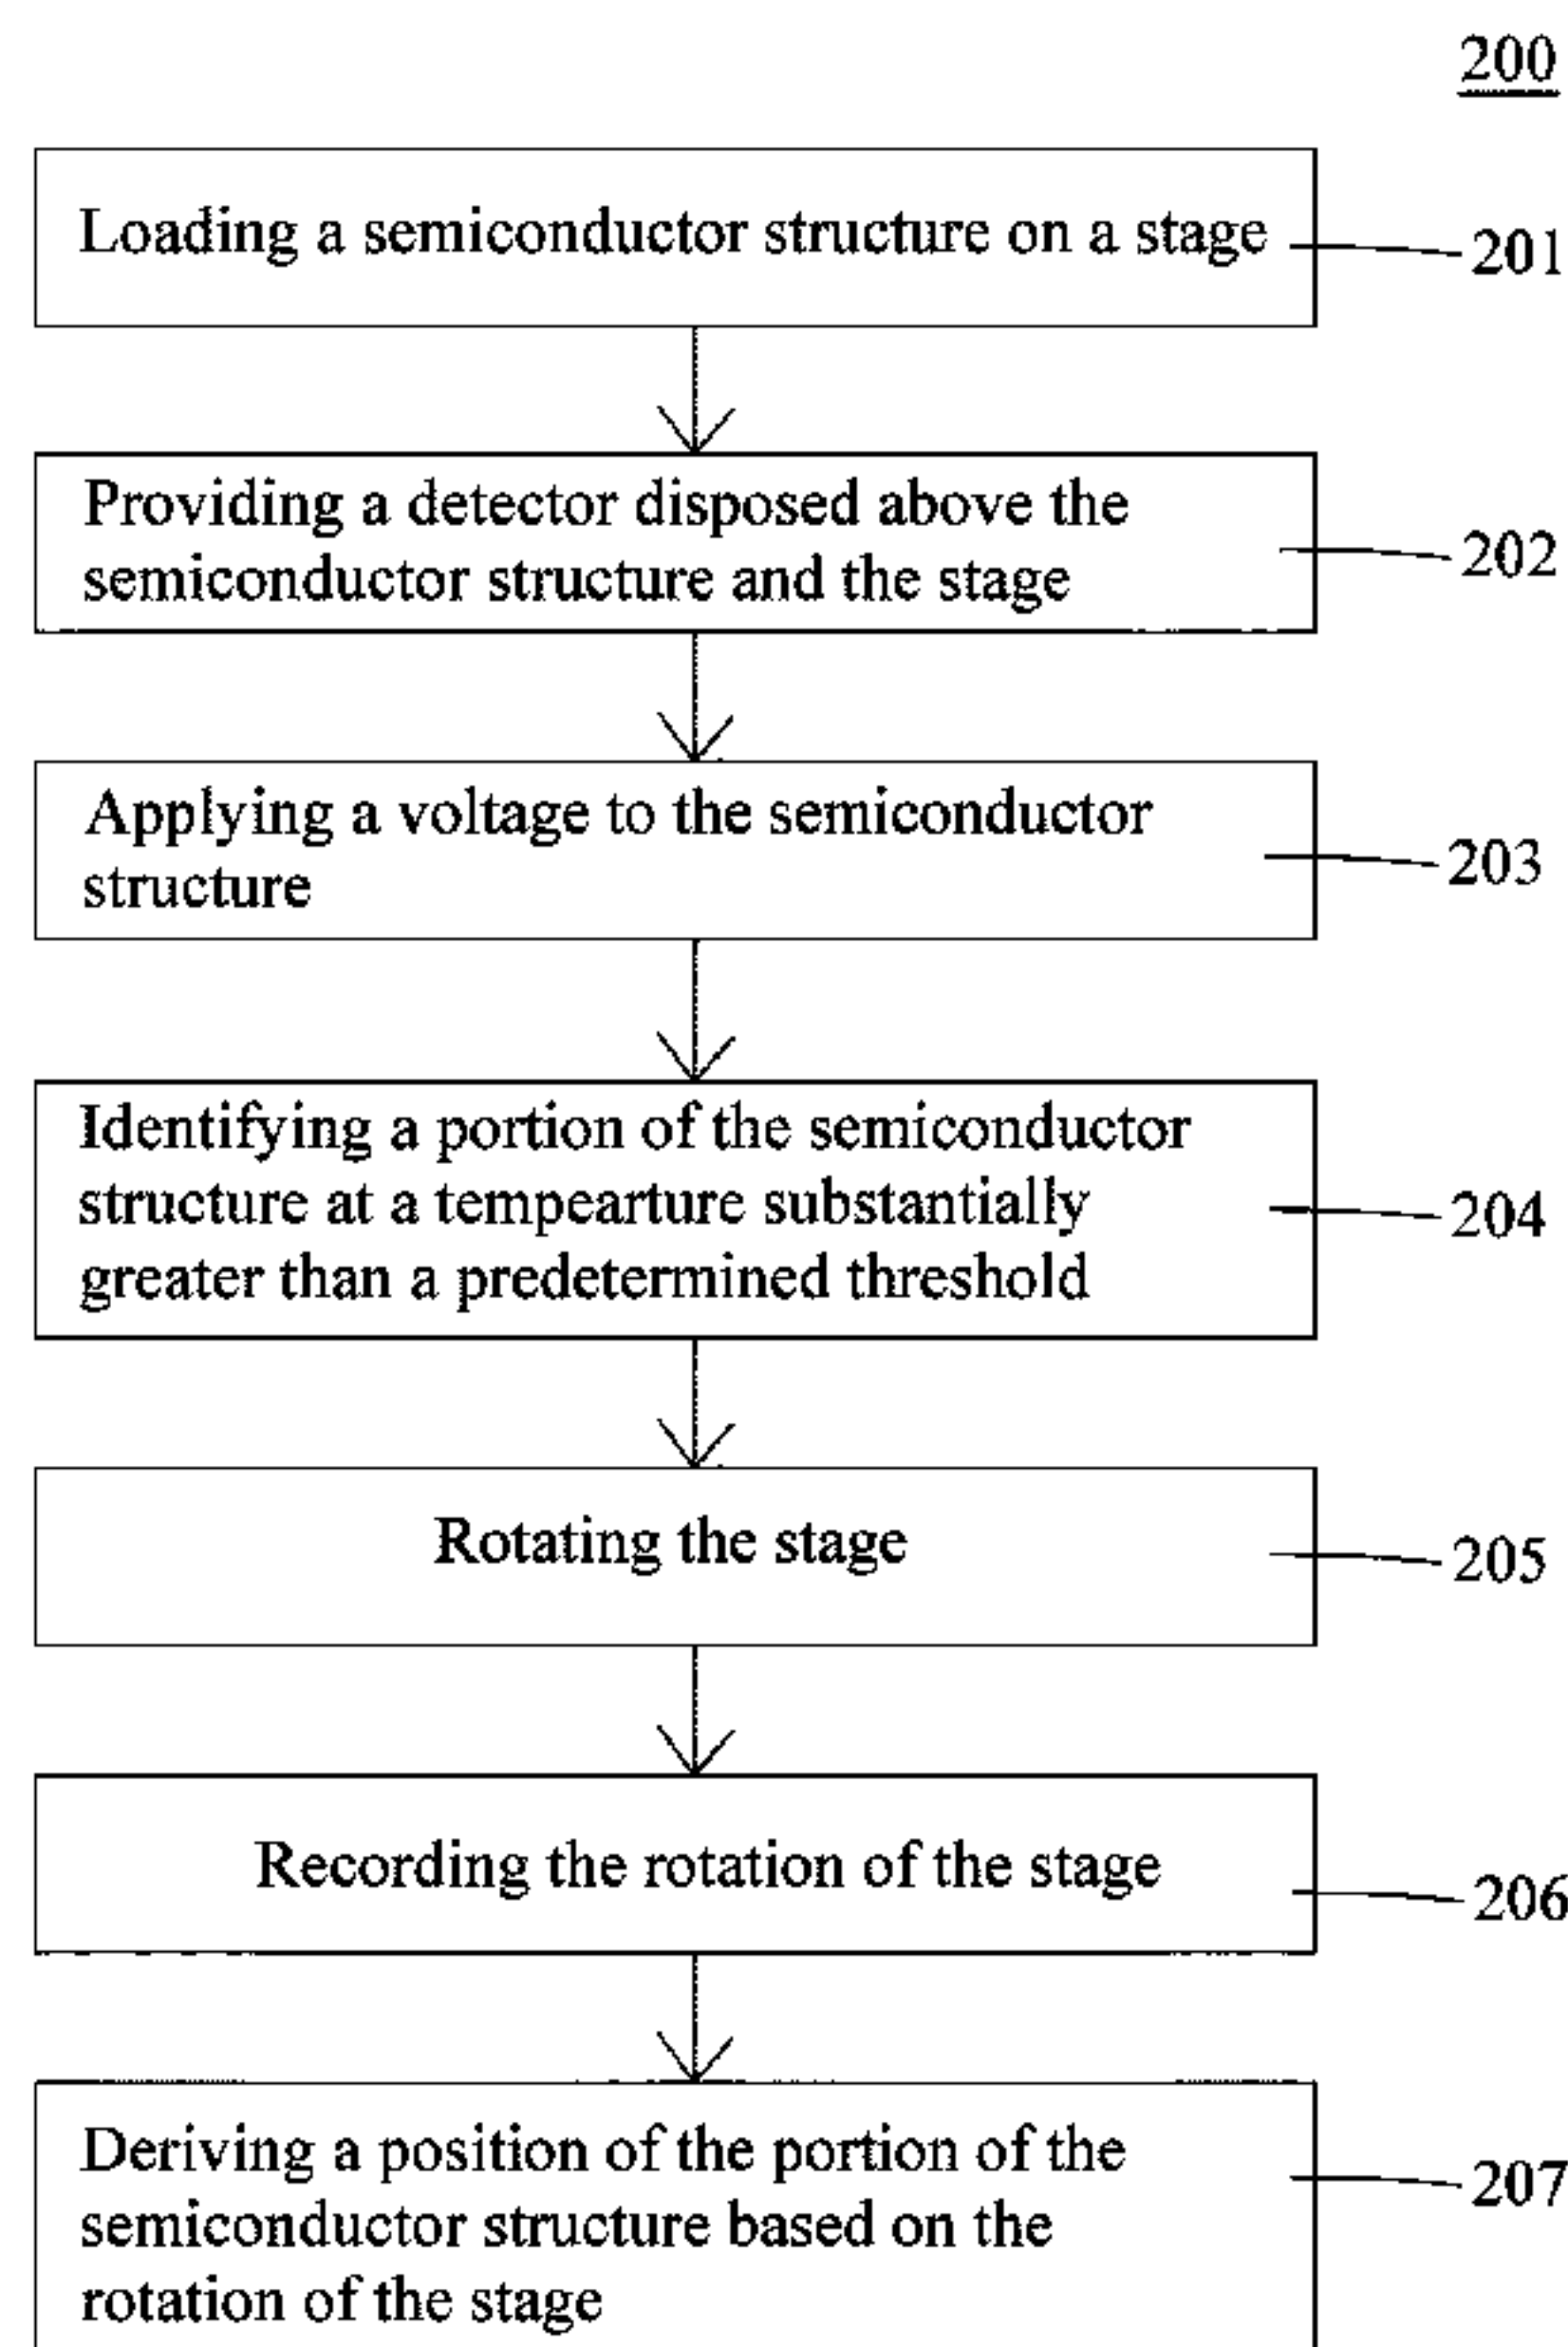 200
Loading a semiconductor structure on a stage
201
Providing a detector disposed above the
semiconductor structure and the stage
202
Applying a voltage to the semiconductor
structure
203
Identifying a portion of the semiconductor
structure at a tempearture substantially
greater than a predetermined threshold
204
Rotating the stage
205
Recording the rotation of the stage
206
Deriving a position of the portion of the
semiconductor structure based on the
rotation of the stage
207